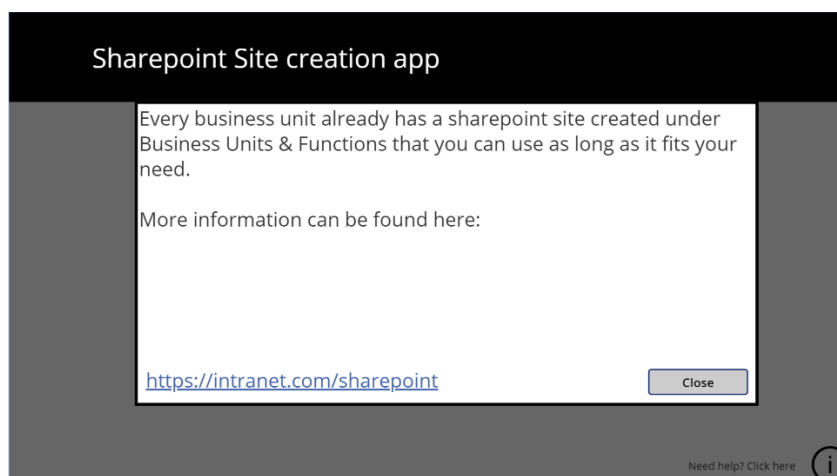 Sharepoint Site creation app
Every business unit already has a sharepoint site created under
Business Units & Functions that you can use as long as it fits your
need.
More information can be found here:
https://intranet.com/sharepoint
Close
Need help? Click here
i